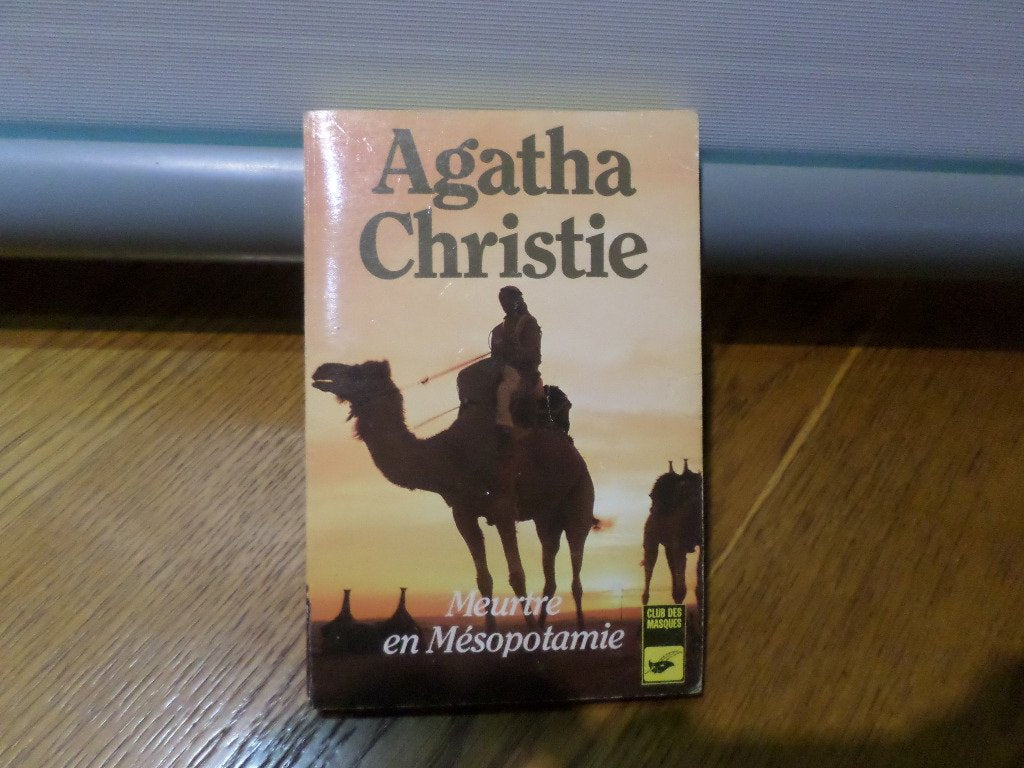 Agatha
Christie
Meurtre
en Mésopotamie
CLUB DES
MASQUES